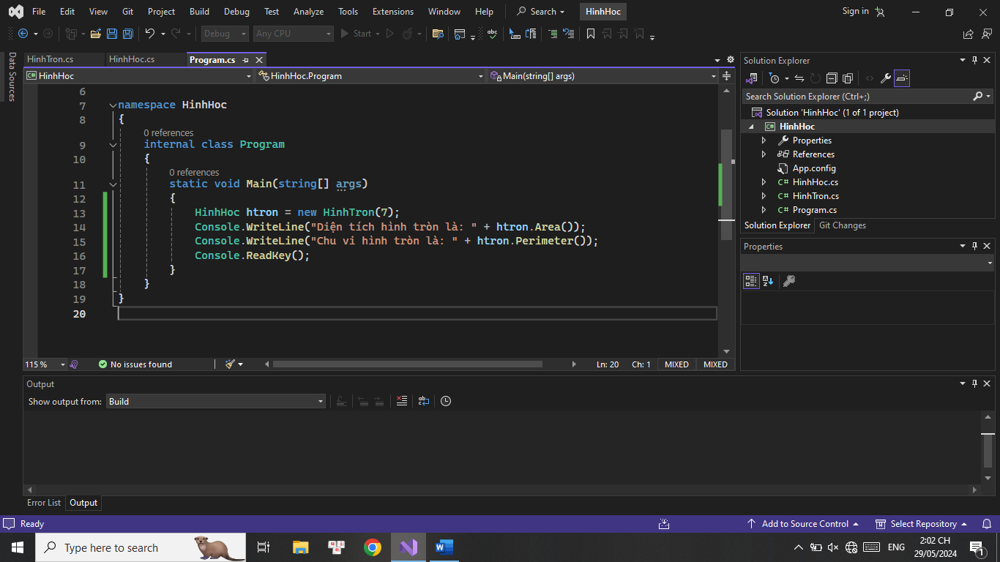 File Edit View Git Project Build Debug Test Analyze Tools Extensions Window Help Search HinhHoc Sign in
Debug Any CPU Start
Data Sources
HinhTron.cs HinhHoc.cs Program.cs
HinhHoc HinhHoc.Program Main(string[] args)
6
7 namespace HinhHoc
8 {
0 references
9 internal class Program
10 {
0 references
11 static void Main(string[] args)
12 {
13 HinhHoc htron = new HinhTron(7);
14 Console.WriteLine("Diện tích hình tròn là: " + htron.Area());
15 Console.WriteLine("Chu vi hình tròn là: " + htron.Perimeter());
16 Console.ReadKey();
17 }
18 }
19 }
20
115 % No issues found Ln: 20 Ch: 1 MIXED MIXED
Solution Explorer
Search Solution Explorer (Ctrl+;)
Solution 'HinhHoc' (1 of 1 project)
HinhHoc
Properties
References
App.config
HinhHoc.cs
HinhTron.cs
Program.cs
Solution Explorer Git Changes
Properties
Output
Show output from: Build
Error List Output
Ready Add to Source Control Select Repository
Type here to search ENG 2:02 CH
29/05/2024 1